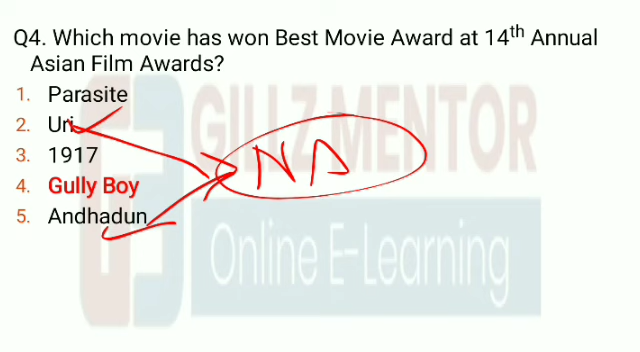 Q4. Which movie has won Best Movie Award at 14th Annual
Asian Film Awards?
1. Parasite
2. Uri
3. 1917
4. Gully Boy
5. Andhadun
NA
GILLZ MENTOR
Online E-Learning